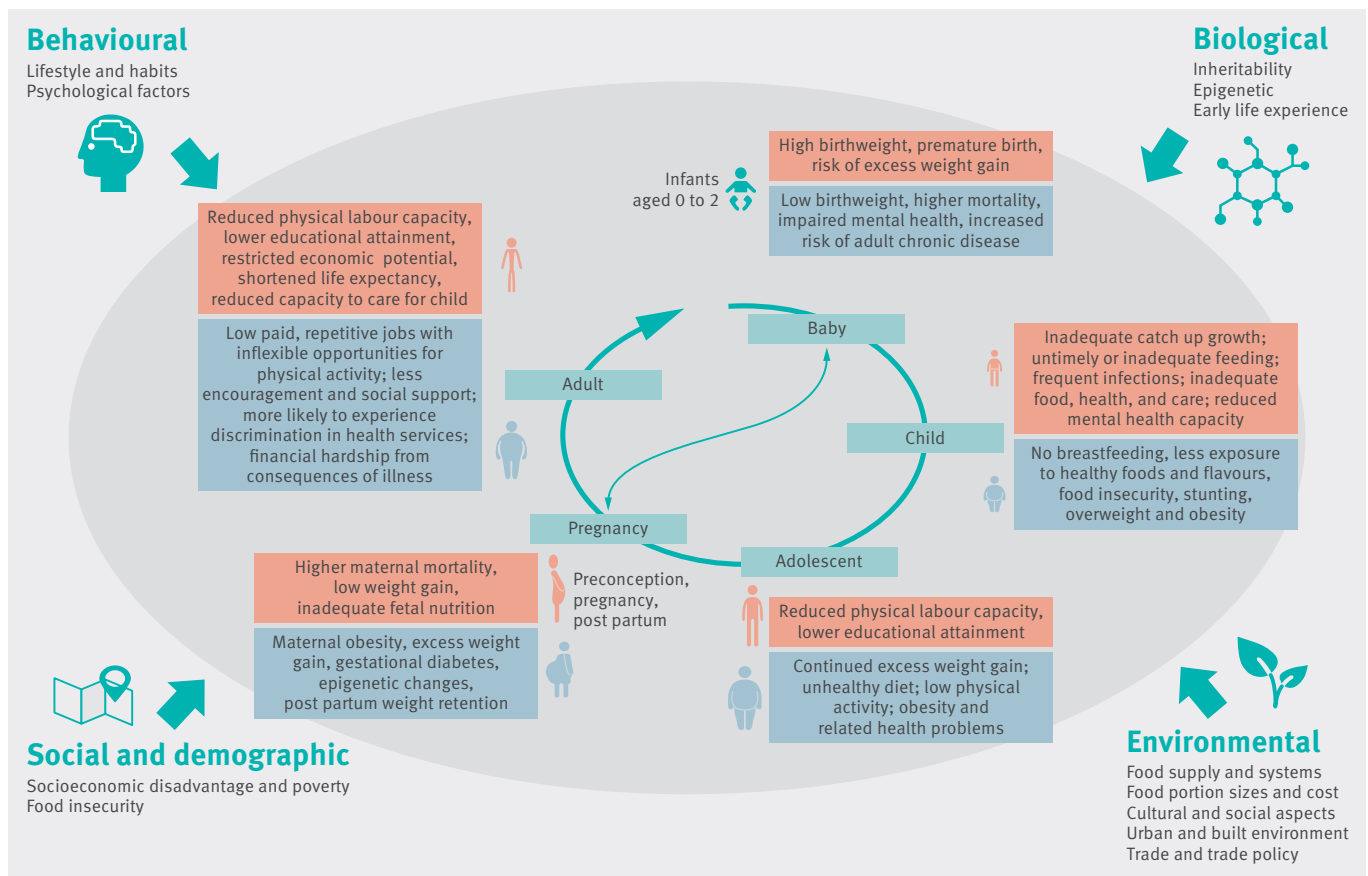 Behavioural
Lifestyle and habits
Psychological factors
Biological
Inheritability
Epigenetic
Early life experience
Infants
aged 0 to 2
High birthweight, premature birth,
risk of excess weight gain
Low birthweight, higher mortality,
impaired mental health, increased
risk of adult chronic disease
Reduced physical labour capacity,
lower educational attainment,
restricted economic potential,
shortened life expectancy,
reduced capacity to care for child
Low paid, repetitive jobs with
inflexible opportunities for
physical activity; less
encouragement and social support;
more likely to experience
discrimination in health services;
financial hardship from
consequences of illness
Baby
Adult
Child
Pregnancy
Adolescent
Inadequate catch up growth;
untimely or inadequate feeding;
frequent infections; inadequate
food, health, and care; reduced
mental health capacity
No breastfeeding, less exposure
to healthy foods and flavours,
food insecurity, stunting,
overweight and obesity
Higher maternal mortality,
low weight gain,
inadequate fetal nutrition
Maternal obesity, excess weight
gain, gestational diabetes,
epigenetic changes,
post partum weight retention
Preconception,
pregnancy,
post partum
Reduced physical labour capacity,
lower educational attainment
Continued excess weight gain;
unhealthy diet; low physical
activity; obesity and
related health problems
Social and demographic
Socioeconomic disadvantage and poverty
Food insecurity
Environmental
Food supply and systems
Food portion sizes and cost
Cultural and social aspects
Urban and built environment
Trade and trade policy